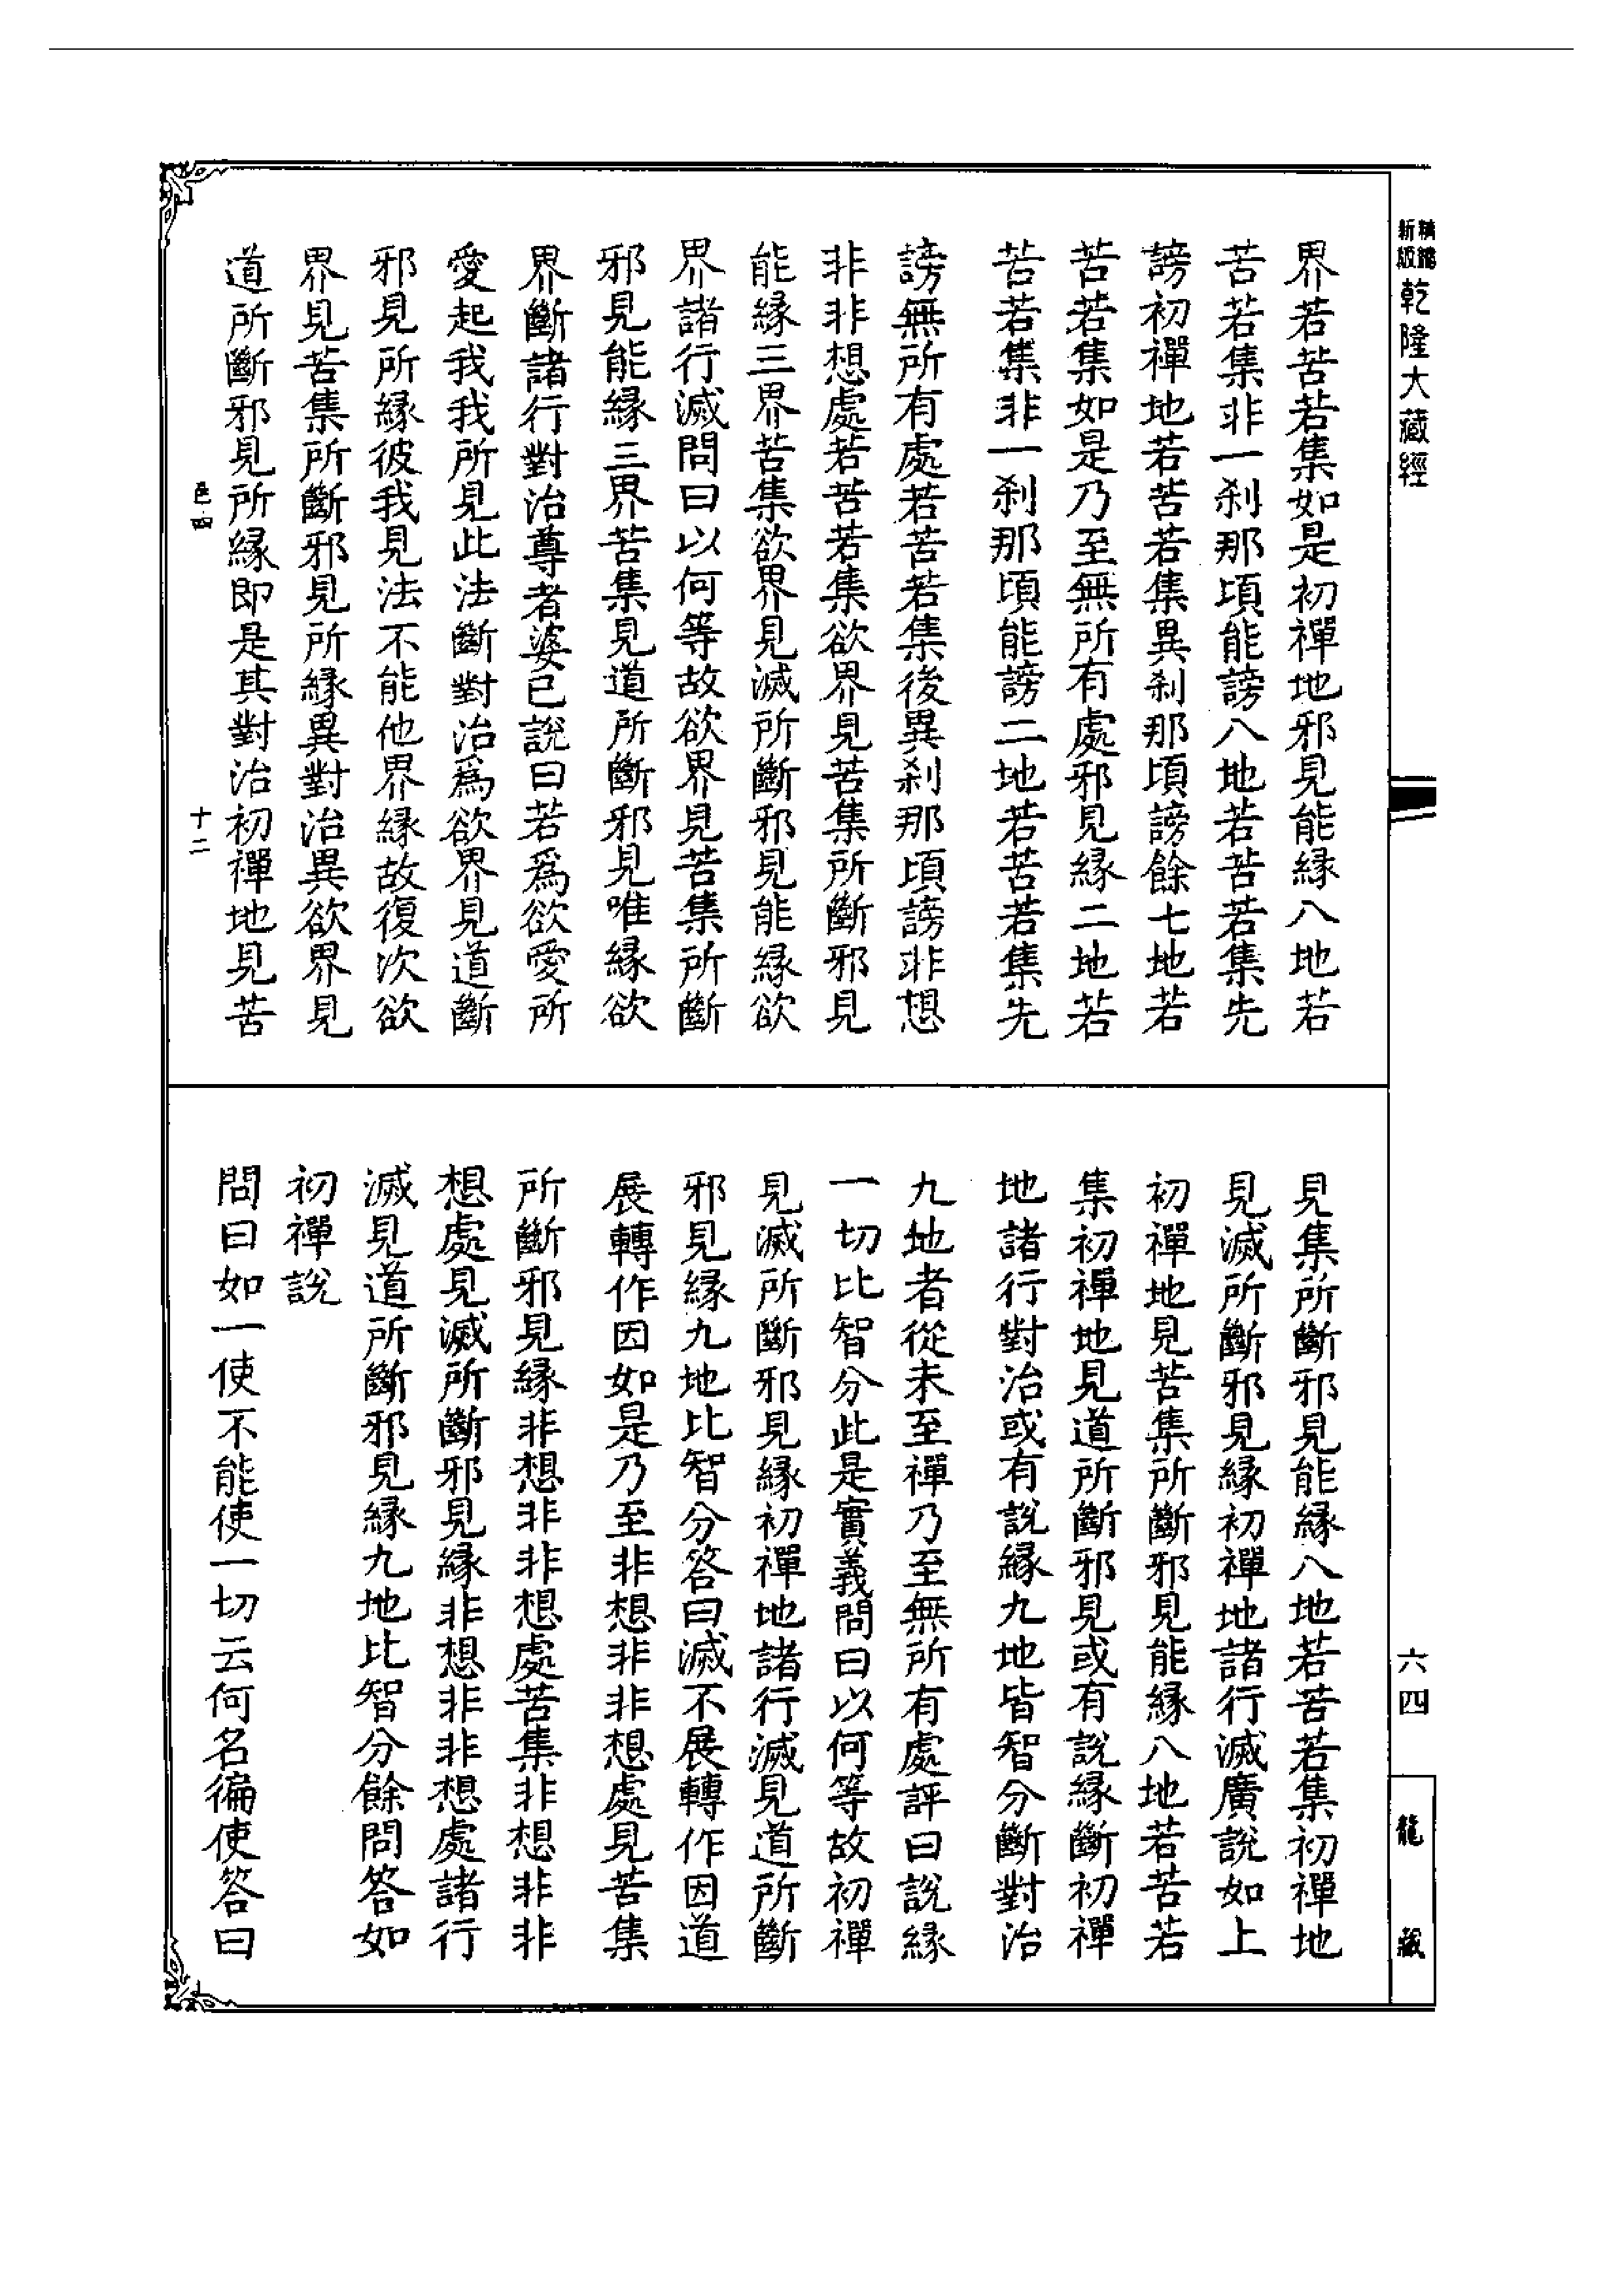 新編縮版
乾隆大藏經
界若苦若集如是初禪地邪見能縁八地若
苦若集非一剎那頃能謗八地若苦若集先
謗初禪地若苦若集異剎那頃謗餘七地若
苦若集如是乃至無所有處邪見縁二地若
苦若集非一剎那頃能謗二地若苦若集先
謗無所有處若苦若集後異剎那頃謗非想
非非想處若苦若集欲界見苦集所斷邪見
能縁三界苦集欲界見滅所斷邪見能縁欲
界諸行滅問曰以何等故欲界見苦集所斷
邪見能縁三界苦集見道所斷邪見唯縁欲
界斷諸行對治尊者婆已說曰若爲欲愛所
愛起我我所見此法斷對治爲欲界見道斷
邪見所縁彼我見法不能他界縁故復次欲
界見苦集所斷邪見所縁異對治異欲界見
道所斷邪見所縁即是其對治初禪地見苦
邑四 十二
見集所斷邪見能縁八地若苦若集初禪地
見滅所斷邪見縁初禪地諸行滅廣說如上
初禪地見苦集所斷邪見能縁八地若苦若
集初禪地見道所斷邪見或有說縁斷初禪
地諸行對治或有說縁九地皆智分斷對治
九地者從未至禪乃至無所有處評曰說縁
一切比智分此是實義問曰以何等故初禪
見滅所斷邪見縁初禪地諸行滅見道所斷
邪見縁九地比智分答曰滅不展轉作因道
展轉作因如是乃至非想非非想處見苦集
所斷邪見縁非想非非想處苦集非想非非
想處見滅所斷邪見縁非想非非想處諸行
滅見道所斷邪見縁九地比智分餘問答如
初禪說
問曰如一使不能使一切云何名徧使答曰
六四
龍藏